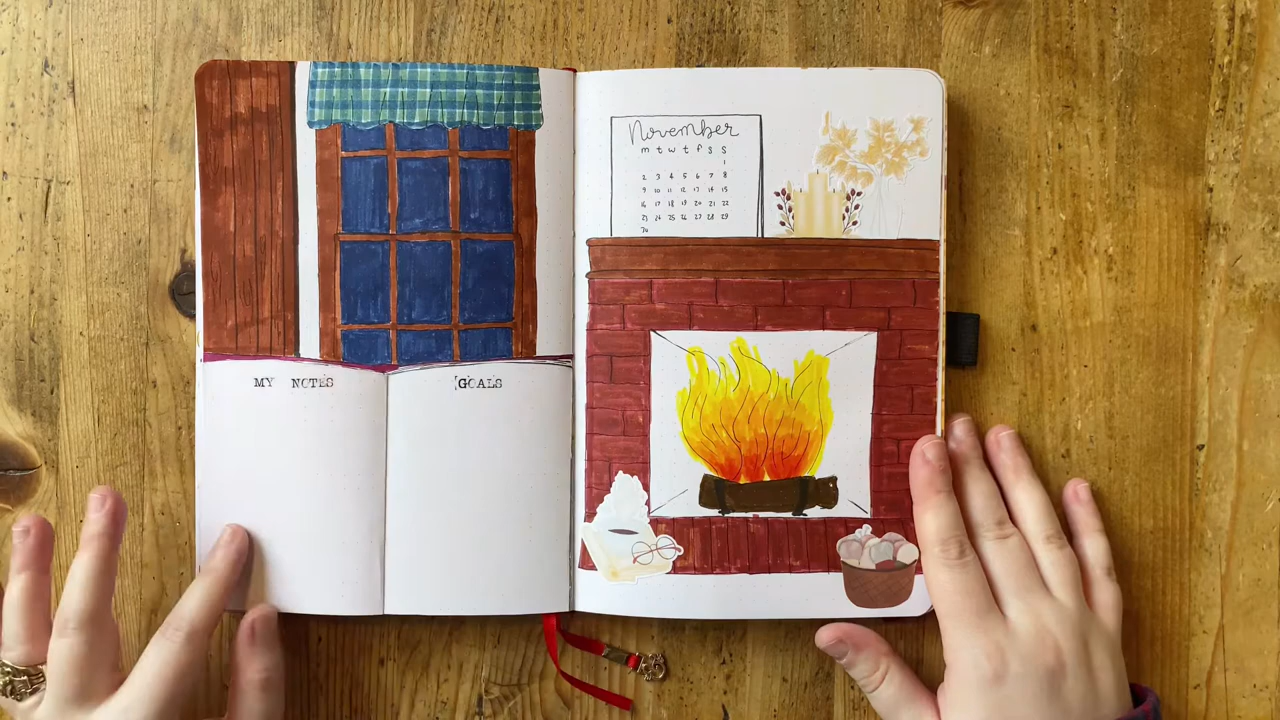 MY NOTES
GOALS
November
m t w t f s s
1
2 3 4 5 6 7 8
9 10 11 12 13 14 15
16 17 18 19 20 21 22
23 24 25 26 27 28 29
30